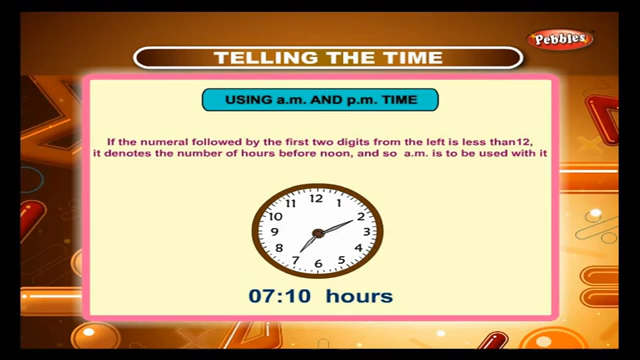 Pebbles
TELLING THE TIME
USING a.m. AND p.m. TIME
If the numeral followed by the first two digits from the left is less than12,
it denotes the number of hours before noon, and so a.m. is to be used with it
12
11 1
10 2
9 3
8 4
7 5
6
07:10 hours